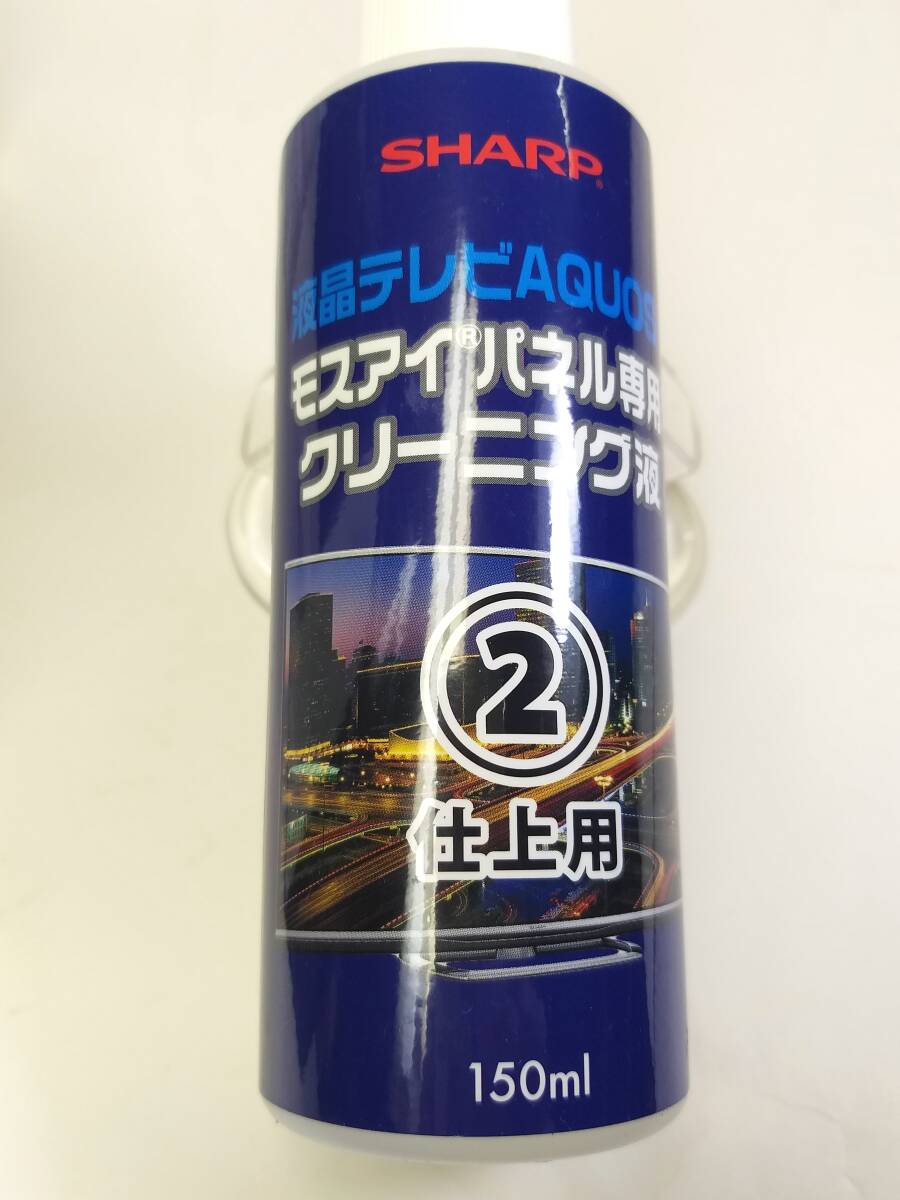 SHARP®
液晶テレビAQUOS
モスアイ®パネル専用
クリーニング液
②
仕上用
150ml